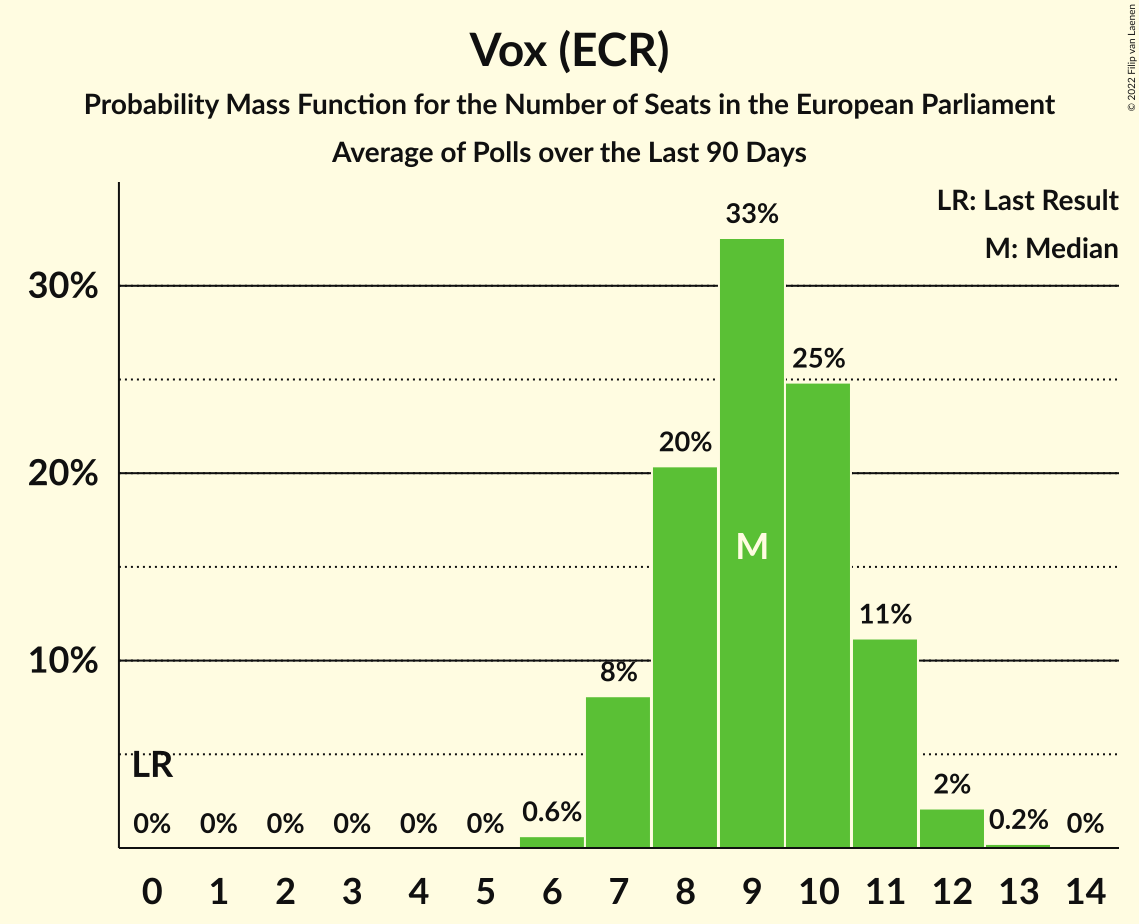 Vox (ECR)
Probability Mass Function for the Number of Seats in the European Parliament
Average of Polls over the Last 90 Days
© 2022 Filip van Laenen
LR: Last Result
M: Median
30%
20%
10%
33%
25%
20%
11%
8%
2%
0.6%
0.2%
M
LR
0% 0% 0% 0% 0% 0% 0%
0 1 2 3 4 5 6 7 8 9 10 11 12 13 14